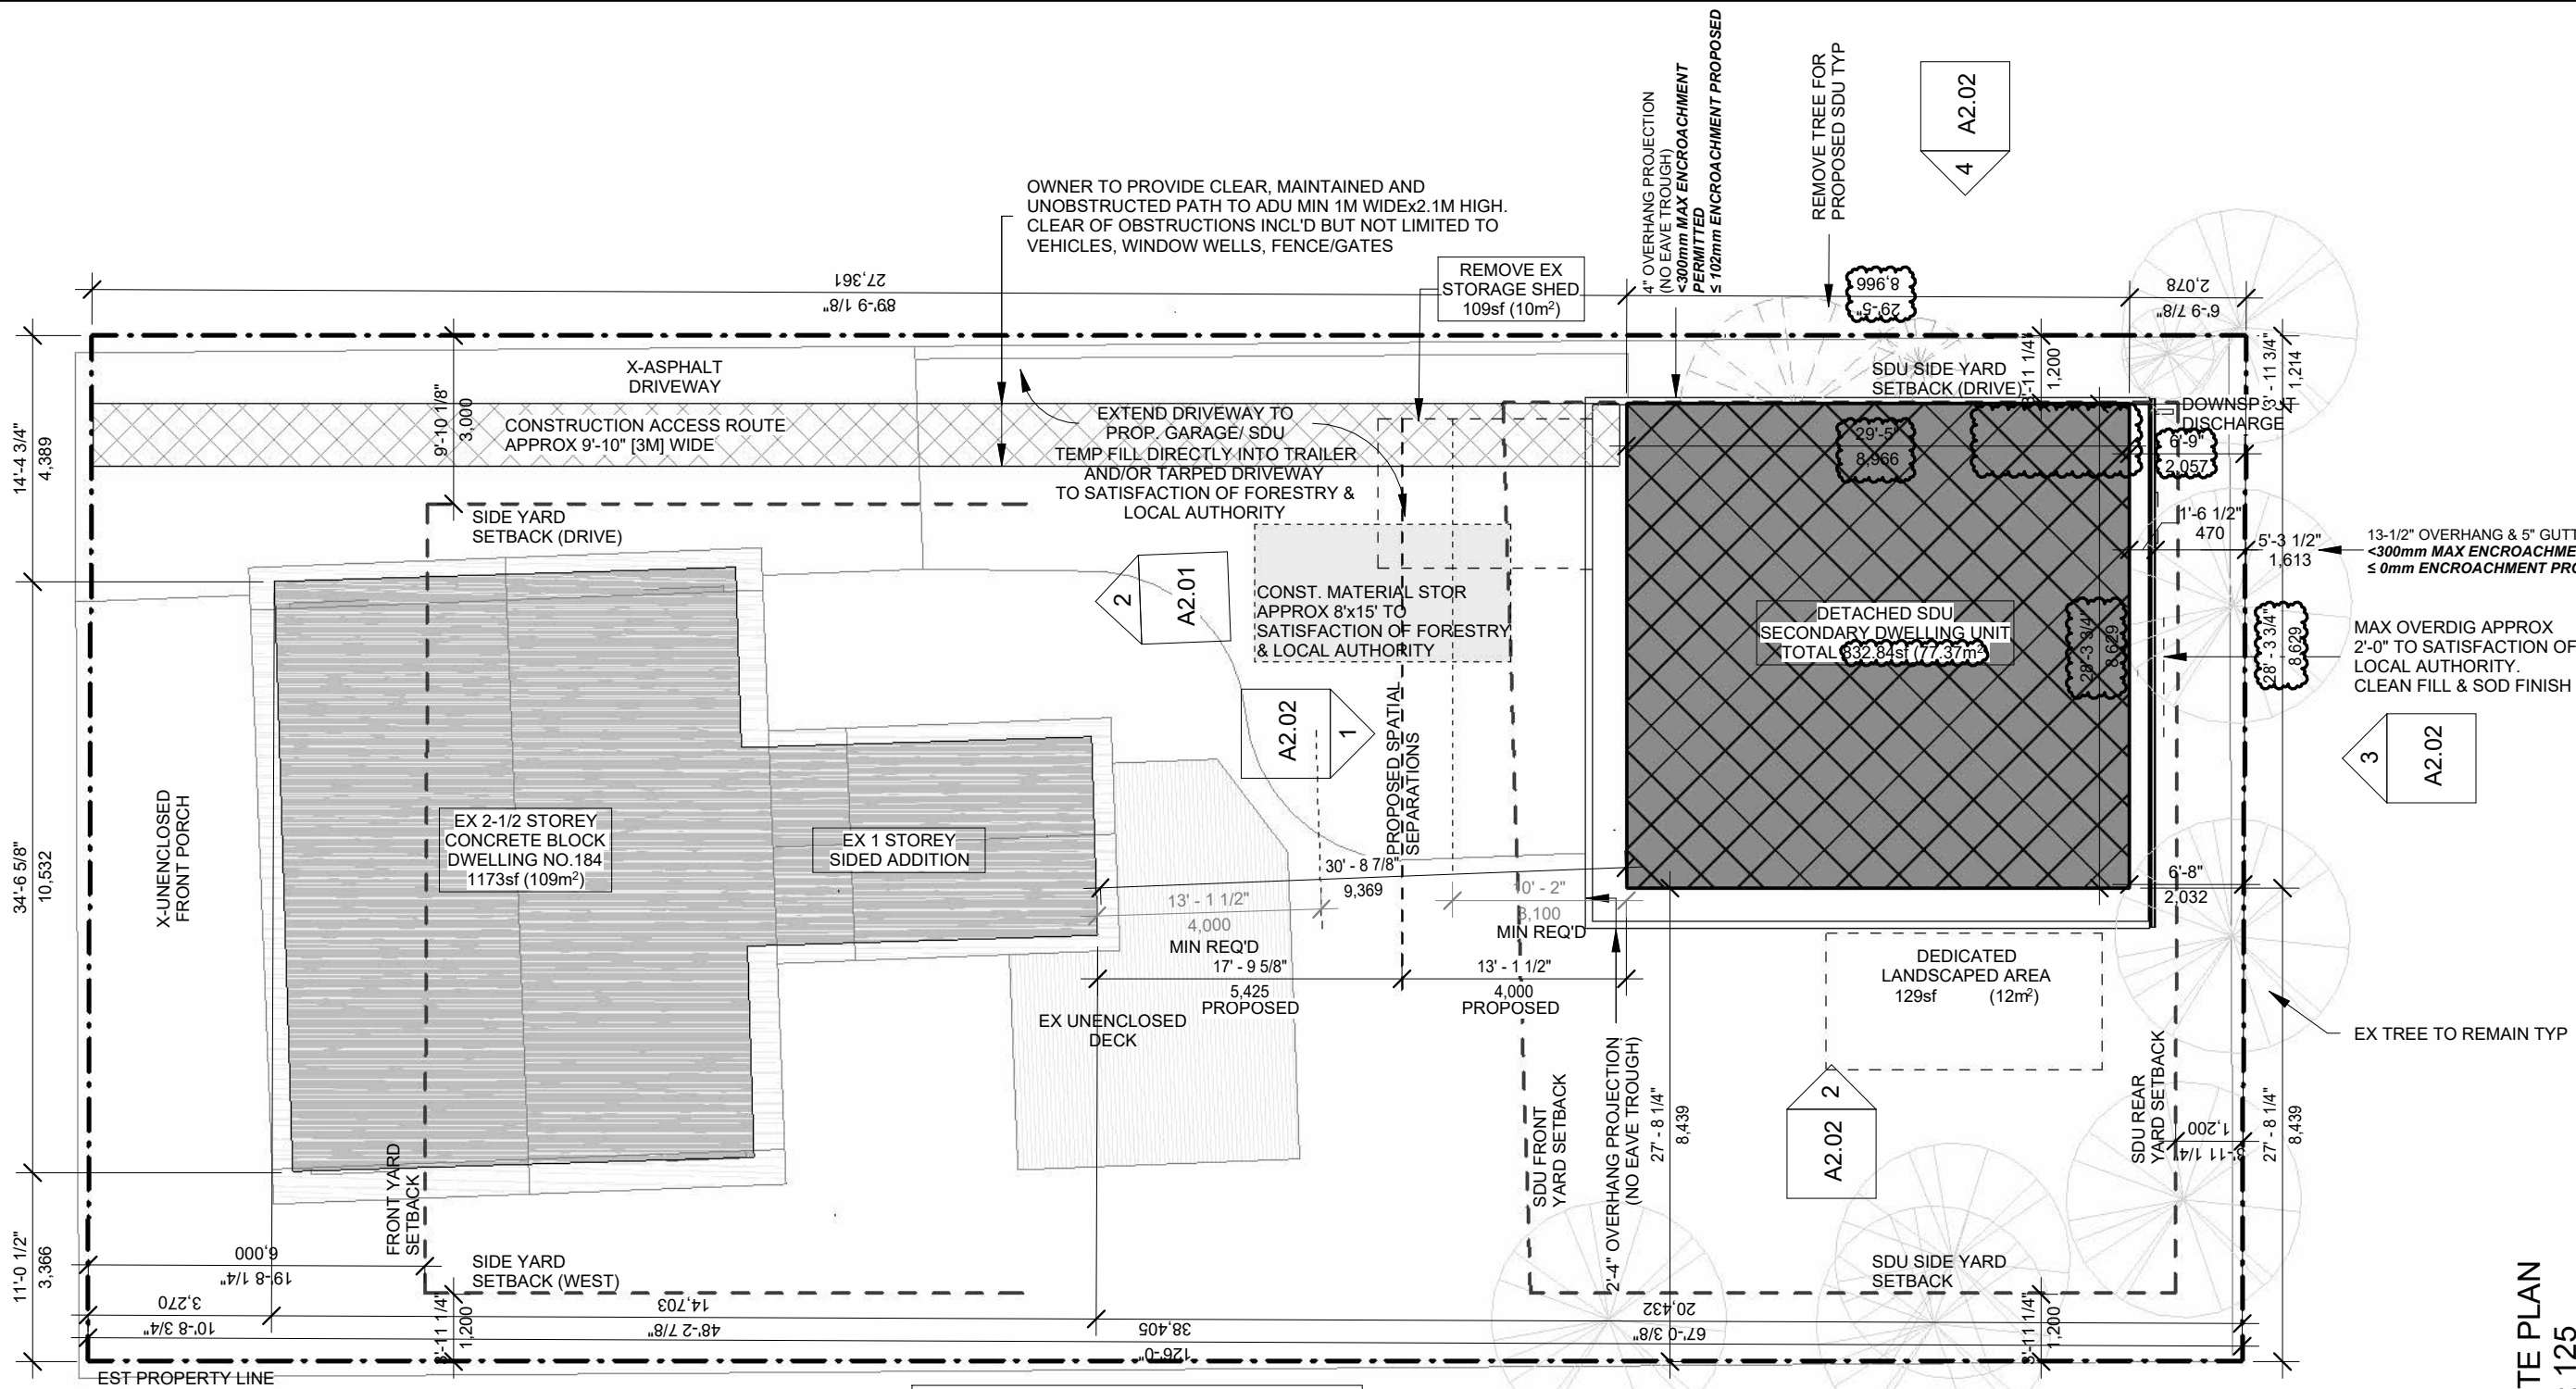 4" OVERHANG PROJECTION
(NO EAVE TROUGH)
<300mm MAX ENCROACHMENT
PERMITTED
≤ 102mm ENCROACHMENT PROPOSED
REMOVE TREE FOR
PROPOSED SDU TYP
A2.02
4
OWNER TO PROVIDE CLEAR, MAINTAINED AND
UNOBSTRUCTED PATH TO ADU MIN 1M WIDEx2.1M HIGH.
CLEAR OF OBSTRUCTIONS INCL'D BUT NOT LIMITED TO
VEHICLES, WINDOW WELLS, FENCE/GATES
REMOVE EX
STORAGE SHED
109sf (10m²)
27,361
89'-9 1/8"
8,966
29'-5"
2,078
6'-9 7/8"
14'-4 3/4"
4,389
X-ASPHALT
DRIVEWAY
9'-10 1/8"
3,000
CONSTRUCTION ACCESS ROUTE
APPROX 9'-10" [3M] WIDE
EXTEND DRIVEWAY TO
PROP. GARAGE/ SDU
TEMP FILL DIRECTLY INTO TRAILER
AND/OR TARPED DRIVEWAY
TO SATISFACTION OF FORESTRY &
LOCAL AUTHORITY
SDU SIDE YARD
SETBACK (DRIVE)
3'-11 1/4"
1,200
3' - 11 3/4"
1,214
DOWNSPOUT
DISCHARGE
29'-5"
8,966
6'-9"
2,057
SIDE YARD
SETBACK (DRIVE)
1'-6 1/2"
470
5'-3 1/2"
1,613
13-1/2" OVERHANG & 5" GUTT
<300mm MAX ENCROACHME
≤ 0mm ENCROACHMENT PRO
2
A2.01
CONST. MATERIAL STOR
APPROX 8'x15' TO
SATISFACTION OF FORESTRY
& LOCAL AUTHORITY
DETACHED SDU
SECONDARY DWELLING UNIT
TOTAL 832.84sf (77.37m²
28'-3 3/4"
8,629
28' - 3 3/4"
8,629
MAX OVERDIG APPROX
2'-0" TO SATISFACTION OF
LOCAL AUTHORITY.
CLEAN FILL & SOD FINISH
A2.02
1
PROPOSED SPATIAL
SEPARATIONS
3
A2.02
34'-6 5/8"
10,532
X-UNENCLOSED
FRONT PORCH
EX 2-1/2 STOREY
CONCRETE BLOCK
DWELLING NO.184
1173sf (109m²)
EX 1 STOREY
SIDED ADDITION
30' - 8 7/8"
9,369
13' - 1 1/2"
4,000
MIN REQ'D
10' - 2"
3,100
MIN REQ'D
6'-8"
2,032
17' - 9 5/8"
5,425
PROPOSED
13' - 1 1/2"
4,000
PROPOSED
DEDICATED
LANDSCAPED AREA
129sf (12m²)
EX UNENCLOSED
DECK
EX TREE TO REMAIN TYP
SDU FRONT
YARD SETBACK
2'-4" OVERHANG PROJECTION
(NO EAVE TROUGH)
27' - 8 1/4"
8,439
2
A2.02
SDU REAR
YARD SETBACK
1,200
3'-11 1/4"
27' - 8 1/4"
8,439
FRONT YARD
SETBACK
11'-0 1/2"
3,366
6,000
19'-8 1/4"
SIDE YARD
SETBACK (WEST)
SDU SIDE YARD
SETBACK
3,270
10'-8 3/4"
3'-11 1/4"
1,200
14,703
48'-2 7/8"
38,405
126'-0"
20,432
67'-0 3/8"
3'-11 1/4"
1,200
EST PROPERTY LINE
TE PLAN
125